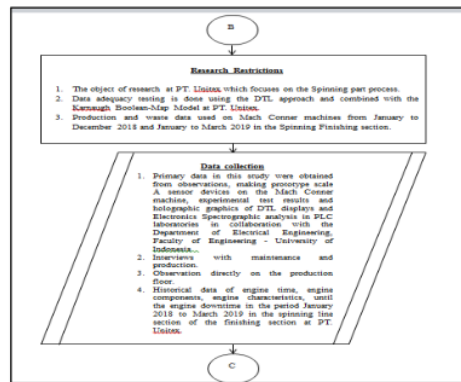 B
Research Restrictions
1. The object of research at PT. Unitex which focuses on the Spinning part process.
2. Data adequacy testing is done using the DTL approach and combined with the
Karnaugh Boolean-Map Model at PT. Unitex.
3. Production and waste data used on Mach Conner machines from January to
December 2018 and January to March 2019 in the Spinning Finishing section.
Data collection
1. Primary data in this study were obtained
from observations, making prototype scale
A sensor devices on the Mach Conner
machine, experimental test results and
holographic graphics of DTL displays and
Electronics Spectrographic analysis in PLC
laboratories in collaboration with the
Department of Electrical Engineering,
Faculty of Engineering - University of
Indonesia...
2. Interviews with maintenance and
production.
3. Observation directly on the production
floor.
4. Historical data of engine time, engine
components, engine characteristics, until
the engine downtime in the period January
2018 to March 2019 in the spinning line
section of the finishing section at PT.
Unitex.
C